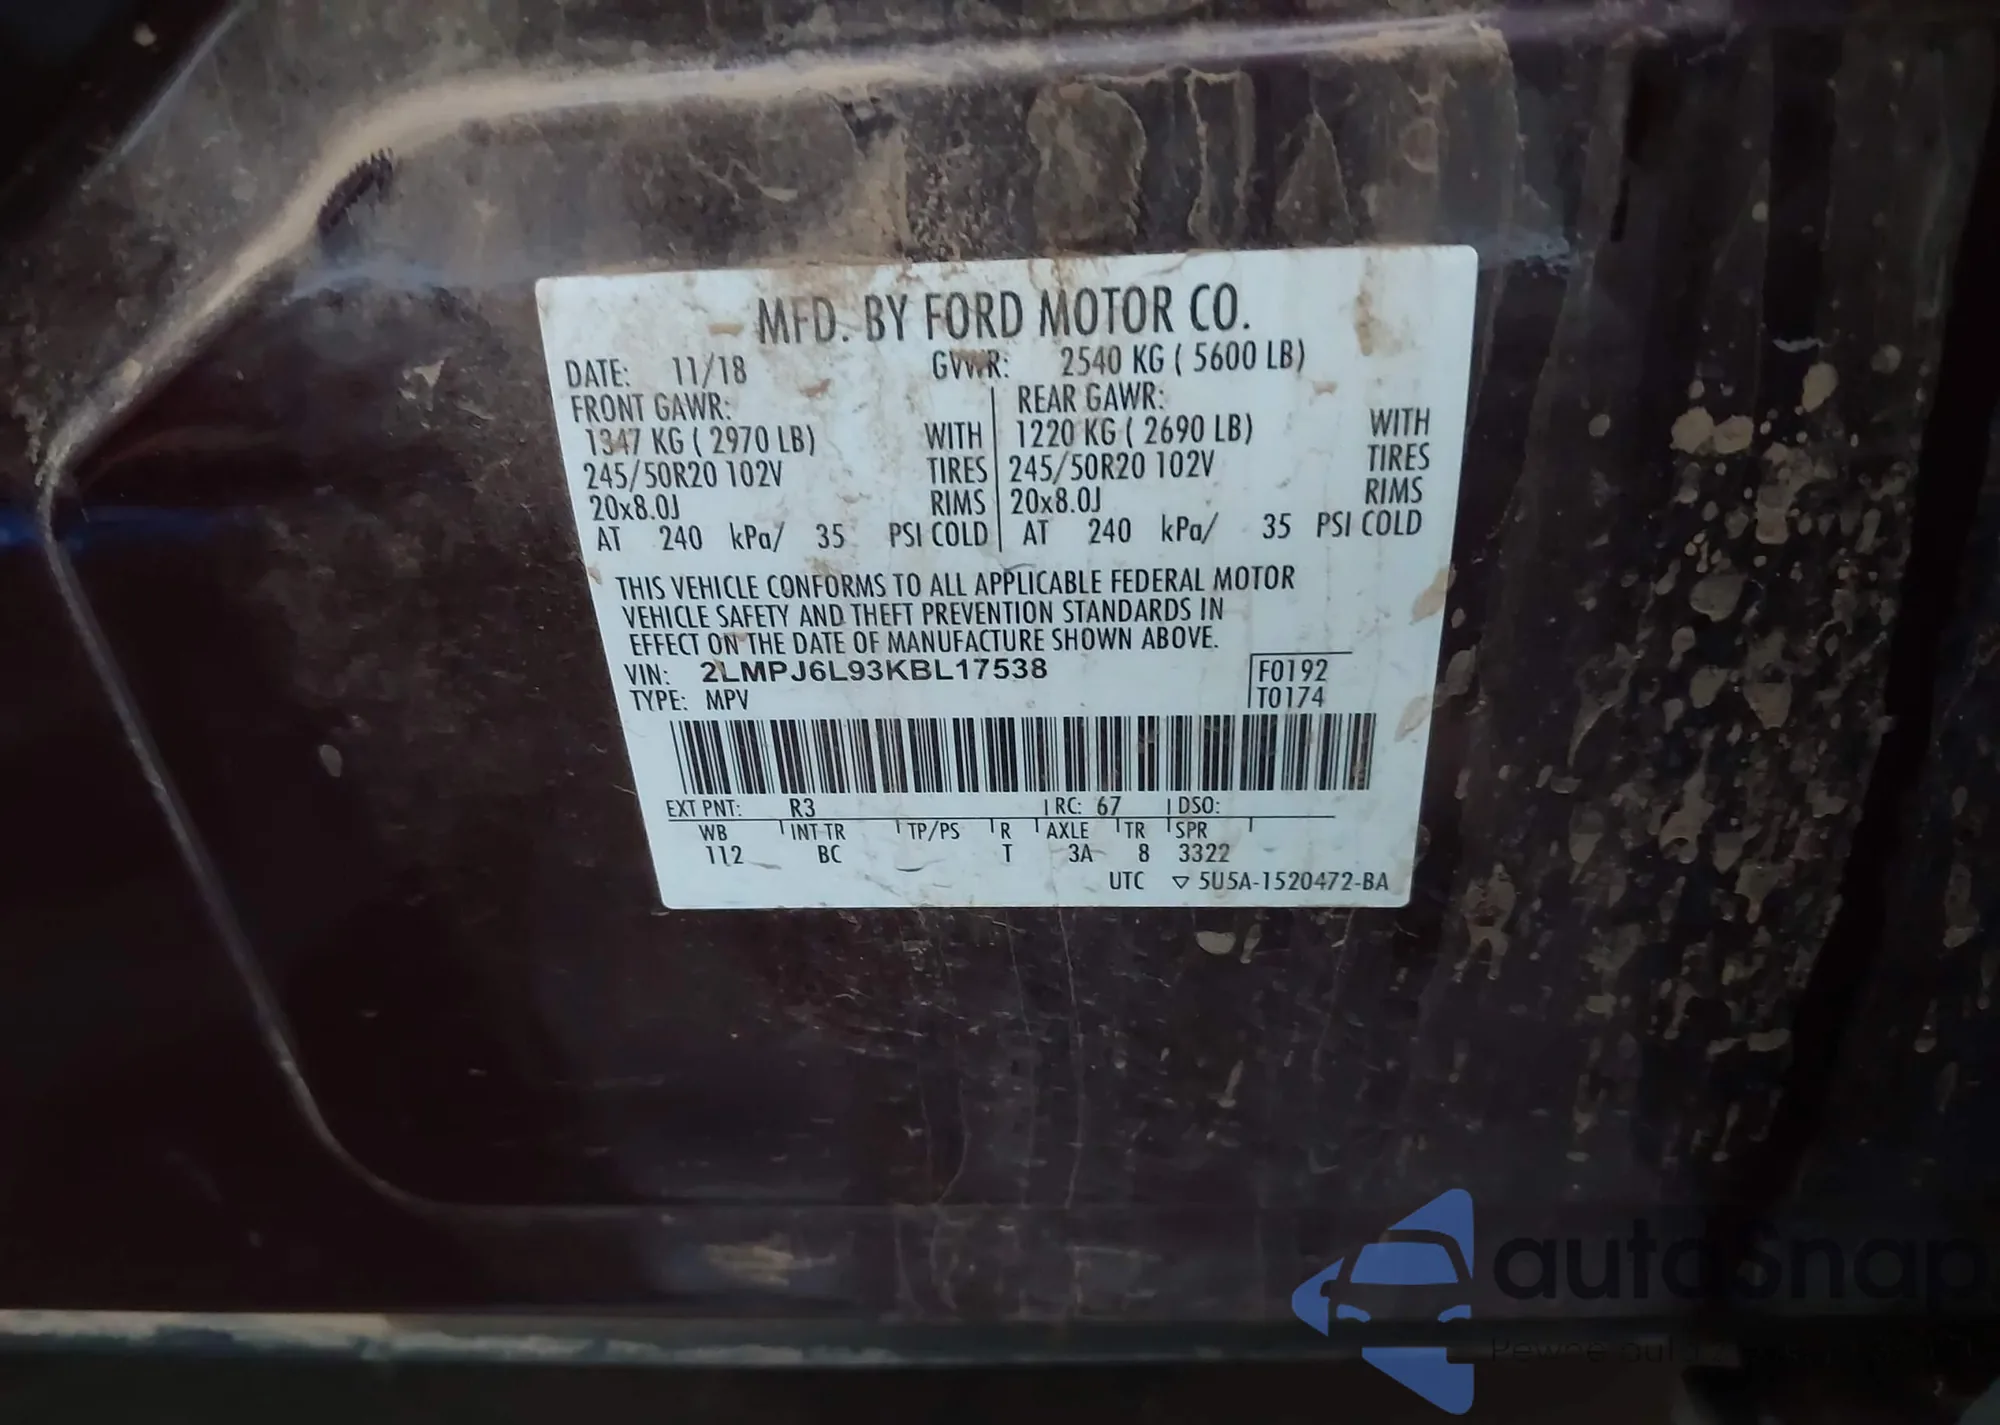 MFD. BY FORD MOTOR CO.
DATE: 11/18 GVWR: 2540 KG ( 5600 LB)
FRONT GAWR: REAR GAWR:
1347 KG ( 2970 LB) WITH 1220 KG ( 2690 LB) WITH
245/50R20 102V TIRES 245/50R20 102V TIRES
20x8.0J RIMS 20x8.0J RIMS
AT 240 kPa/ 35 PSI COLD AT 240 kPa/ 35 PSI COLD
THIS VEHICLE CONFORMS TO ALL APPLICABLE FEDERAL MOTOR
VEHICLE SAFETY AND THEFT PREVENTION STANDARDS IN
EFFECT ON THE DATE OF MANUFACTURE SHOWN ABOVE.
VIN: 2LMPJ6L93KBL17538 F0192
TYPE: MPV T0174
EXT PNT: R3 RC: 67 DSO:
WB INT TR TP/PS R AXLE TR SPR
112 BC T 3A 8 3322
UTC ▽ 5U5A-1520472-BA
autosnap